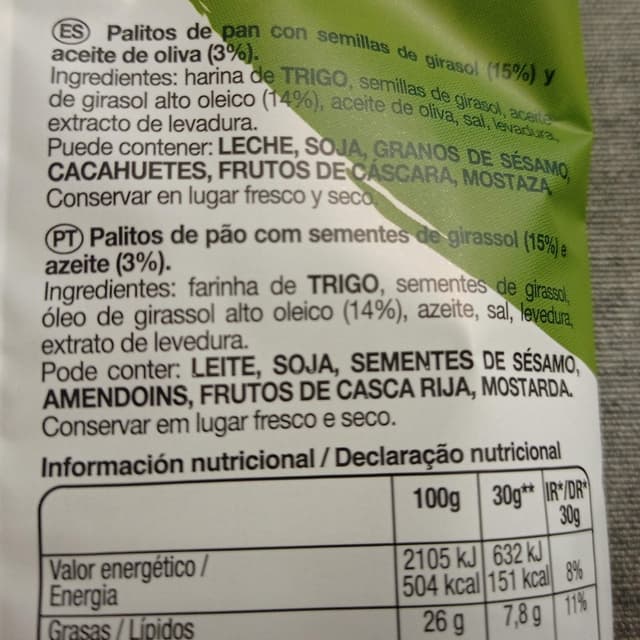 ES Palitos de pan con semillas de girasol (15%) y
aceite de oliva (3%).
Ingredientes: harina de TRIGO, semillas de girasol, aceite
de girasol alto oleico (14%), aceite de oliva, sal, levadura,
extracto de levadura.
Puede contener: LECHE, SOJA, GRANOS DE SÉSAMO,
CACAHUETES, FRUTOS DE CÁSCARA, MOSTAZA
Conservar en lugar fresco y seco.
PT Palitos de pão com sementes de girassol (15%) e
azeite (3%).
Ingredientes: farinha de TRIGO, sementes de girassol,
óleo de girassol alto oleico (14%), azeite, sal, levedura,
extrato de levedura.
Pode conter: LEITE, SOJA, SEMENTES DE SÉSAMO,
AMENDOINS, FRUTOS DE CASCA RIJA, MOSTARDA.
Conservar em lugar fresco e seco.
Información nutricional / Declaração nutricional
100g 30g** IR*/DR*
30g
Valor energético / 2105 kJ 632 kJ
Energia 504 kcal 151 kcal 8%
Grasas / Lípidos 26 g 7,8 g 11%